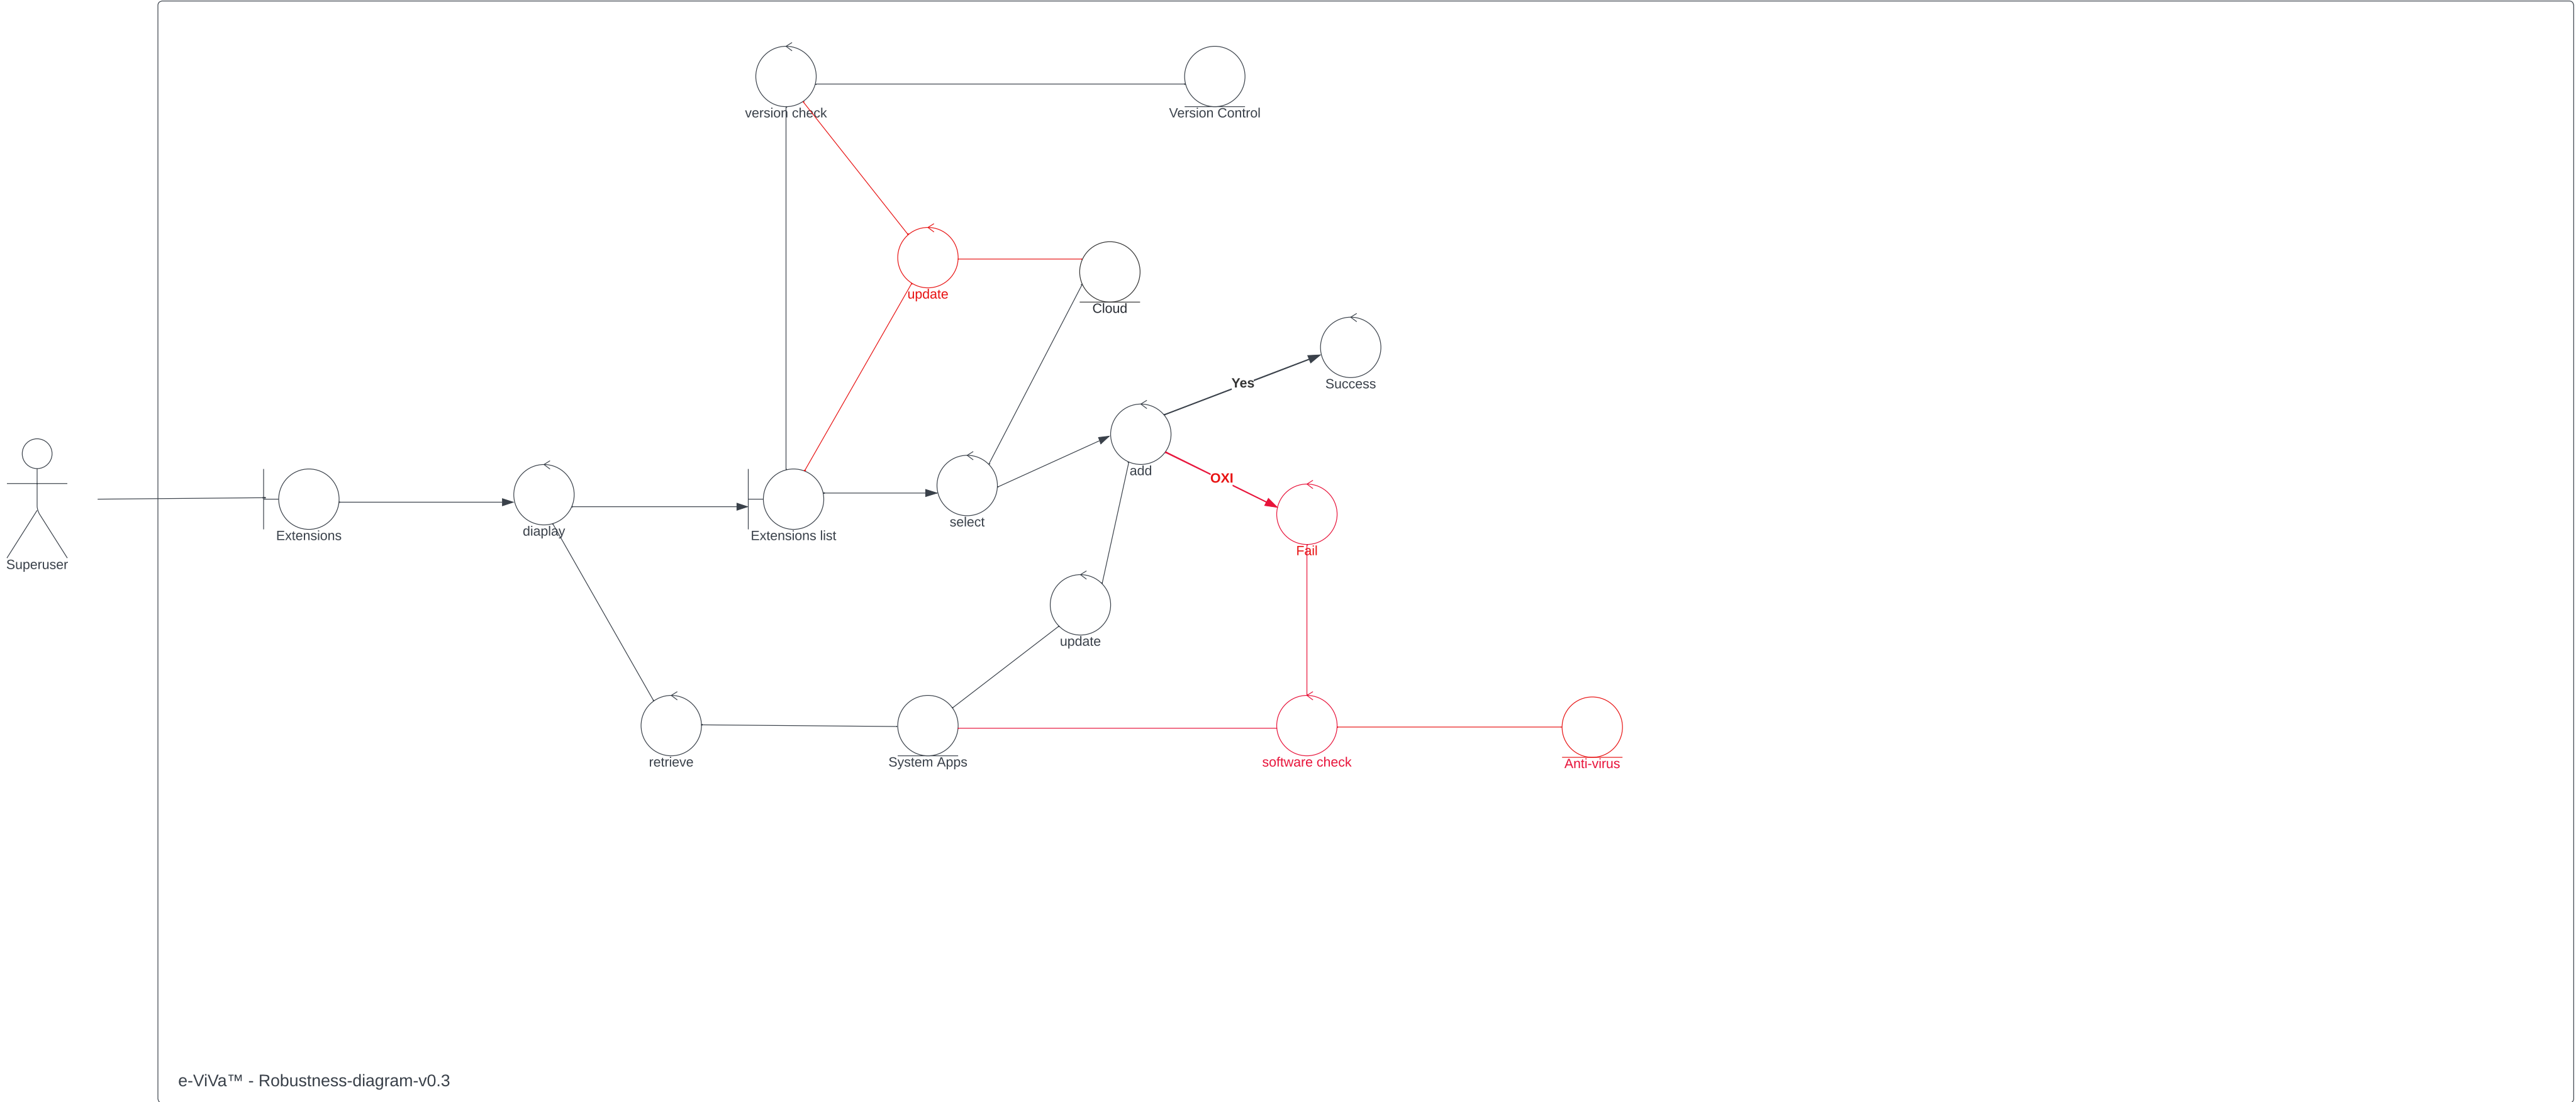 version check
Version Control
update
Cloud
Yes
Success
add
OXI
Superuser
Extensions
diaplay
Extensions list
select
Fail
update
retrieve
System Apps
software check
Anti-virus
e-ViVa™ - Robustness-diagram-v0.3